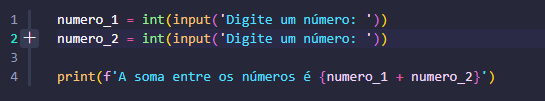 1 numero_1 = int(input('Digite um número: '))
2 numero_2 = int(input('Digite um número: '))
3
4 print(f'A soma entre os números é {numero_1 + numero_2}')